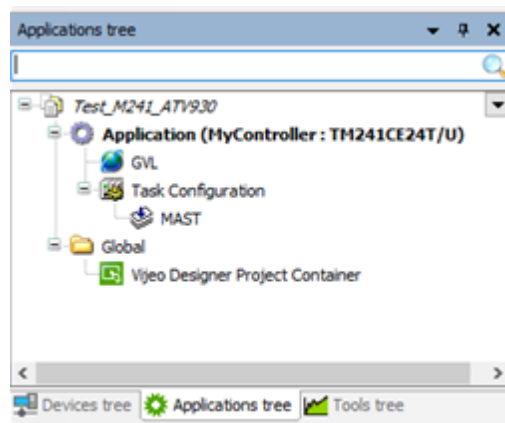 Applications tree
Test_M241_ATV930
Application (MyController : TM241CE24T/U)
GVL
Task Configuration
MAST
Global
Vijeo Designer Project Container
Devices tree Applications tree Tools tree